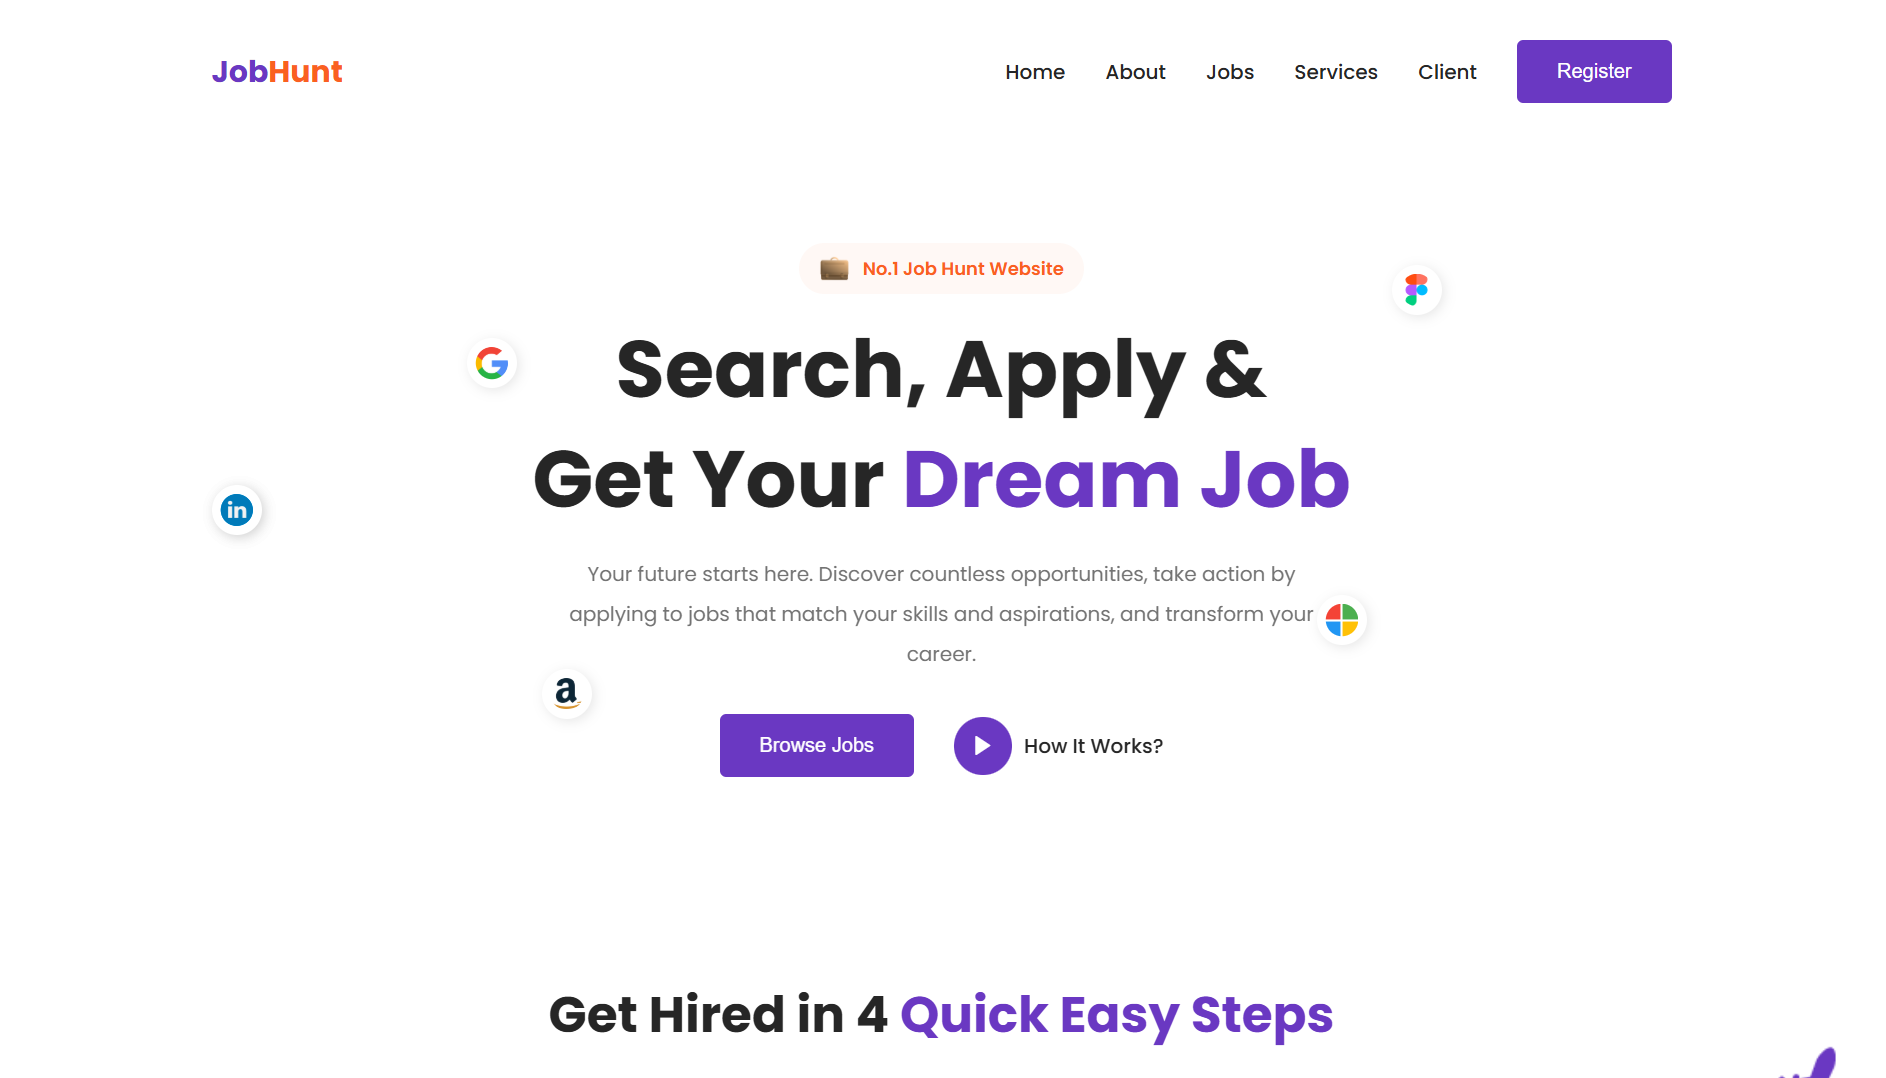 JobHunt
Home About Jobs Services Client Register
No.1 Job Hunt Website
Search, Apply &
Get Your Dream Job
Your future starts here. Discover countless opportunities, take action by
applying to jobs that match your skills and aspirations, and transform your
career.
in
a
Browse Jobs How It Works?
Get Hired in 4 Quick Easy Steps